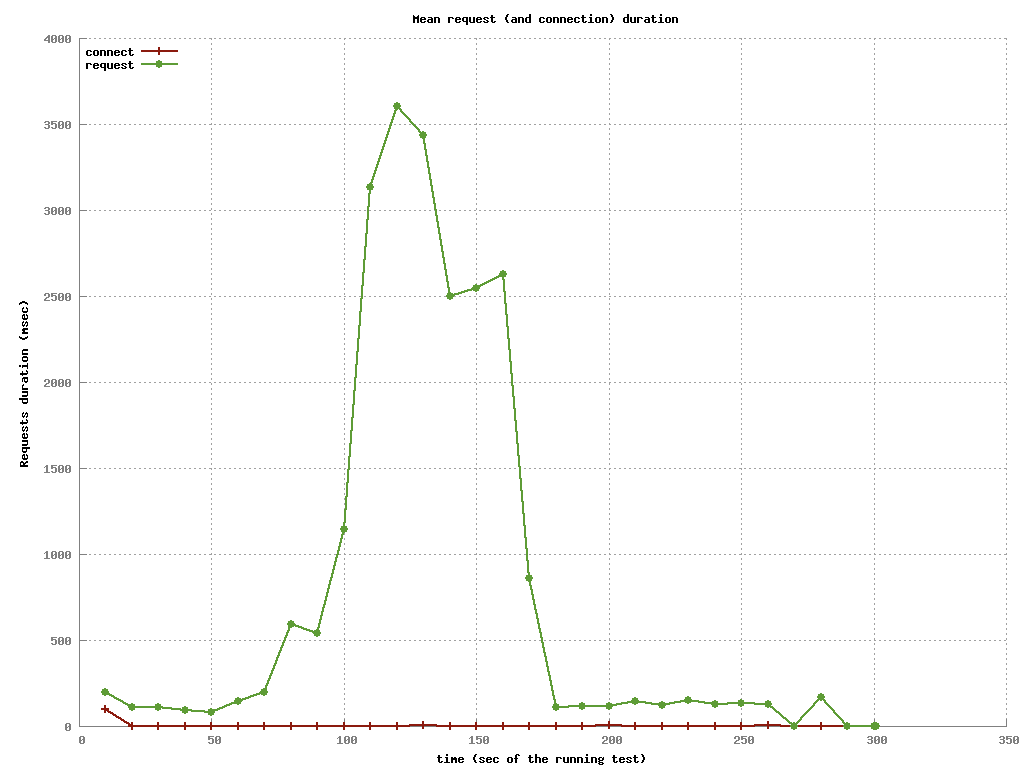 Mean request (and connection) duration
connect
request
4000
3500
3000
2500
2000
1500
1000
500
0
Requests duration (msec)
0 50 100 150 200 250 300 350
time (sec of the running test)